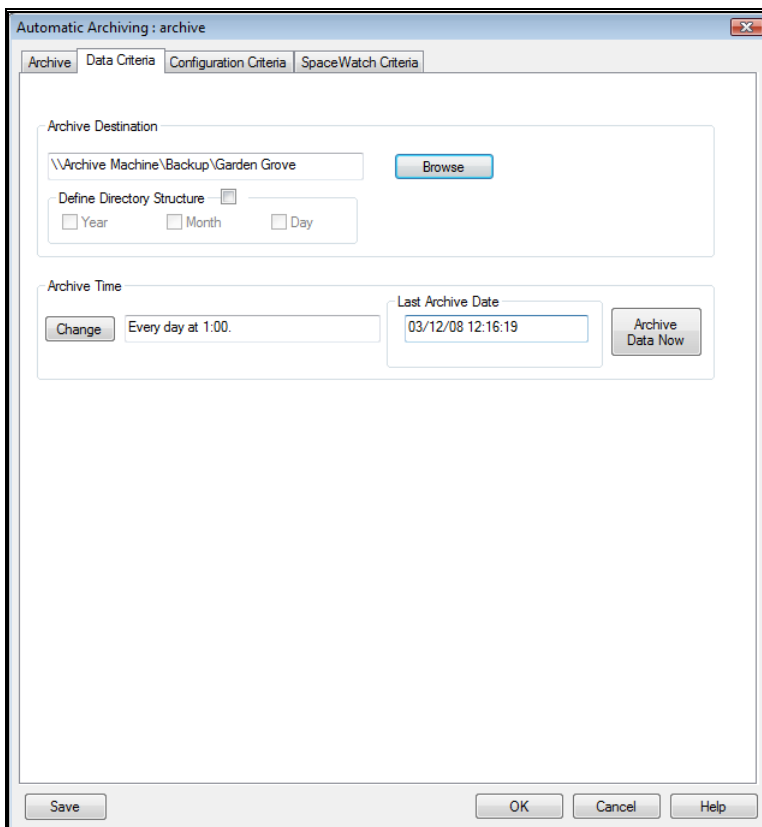 Automatic Archiving : archive
Archive Data Criteria Configuration Criteria SpaceWatch Criteria
Archive Destination
\\Archive Machine\Backup\Garden Grove
Browse
Define Directory Structure
Year Month Day
Archive Time
Last Archive Date
Change Every day at 1:00. 03/12/08 12:16:19
Archive
Data Now
Save OK Cancel Help